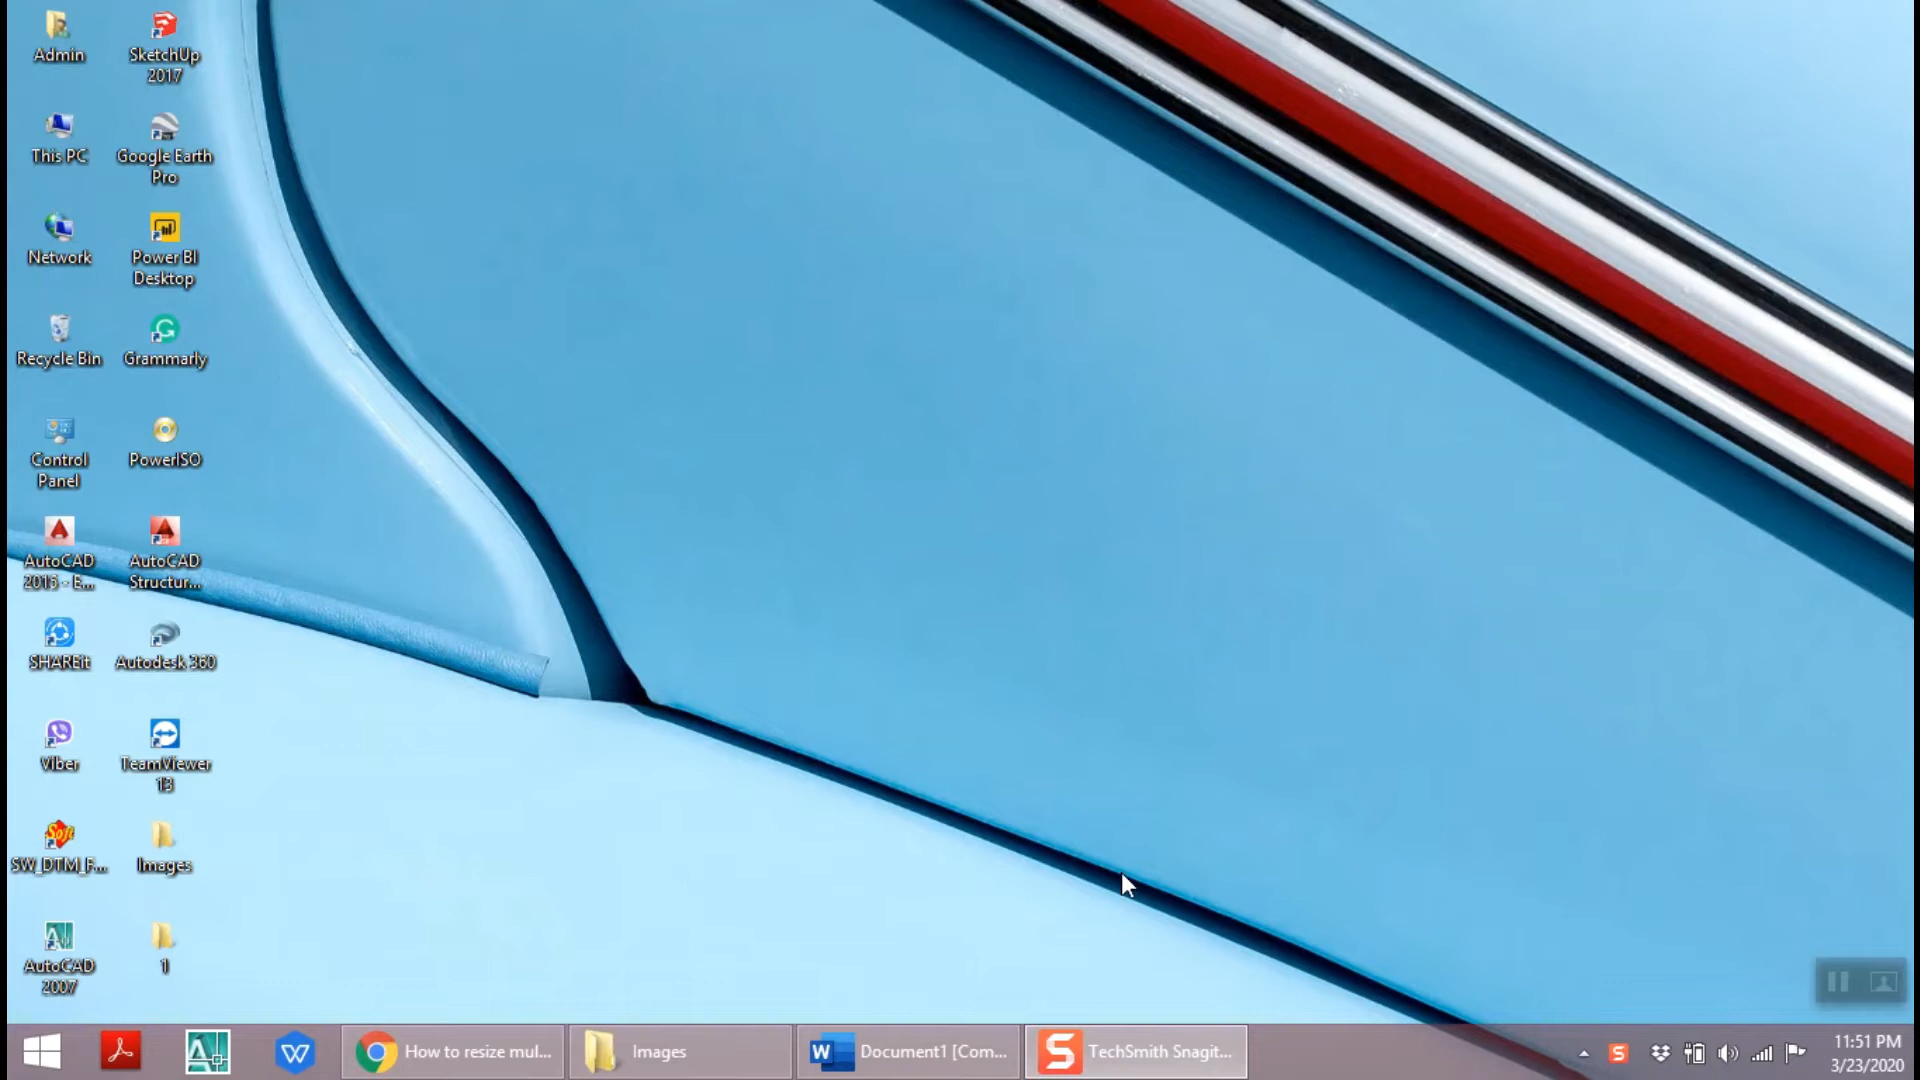 Admin
SketchUp
2017
This PC
Google Earth
Pro
Network
Power BI
Desktop
Recycle Bin
Grammarly
Control
Panel
PowerISO
AutoCAD
2015 - E...
AutoCAD
Structur...
SHAREit
Autodesk 360
Viber
TeamViewer
13
SW_DTM_F...
Images
AutoCAD
2007
1
How to resize mul...
Images
Document1 [Com...
TechSmith Snagit...
11:51 PM
3/23/2020